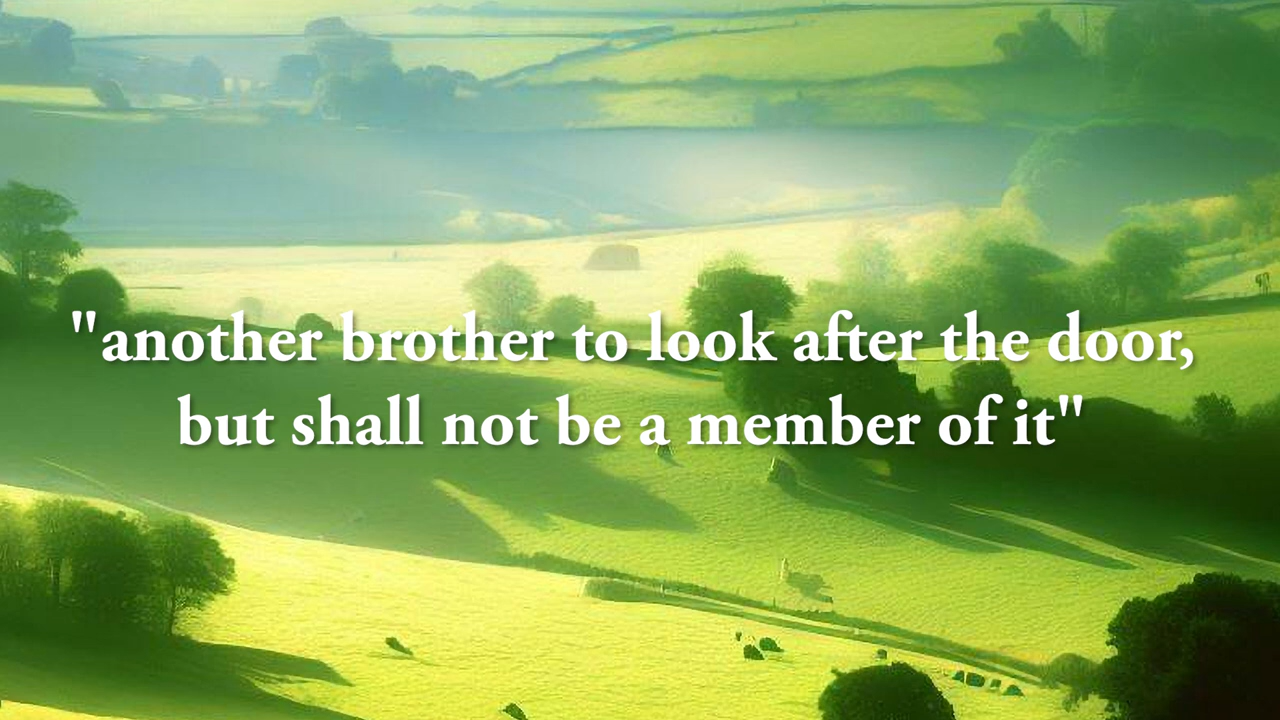 "another brother to look after the door,
but shall not be a member of it"